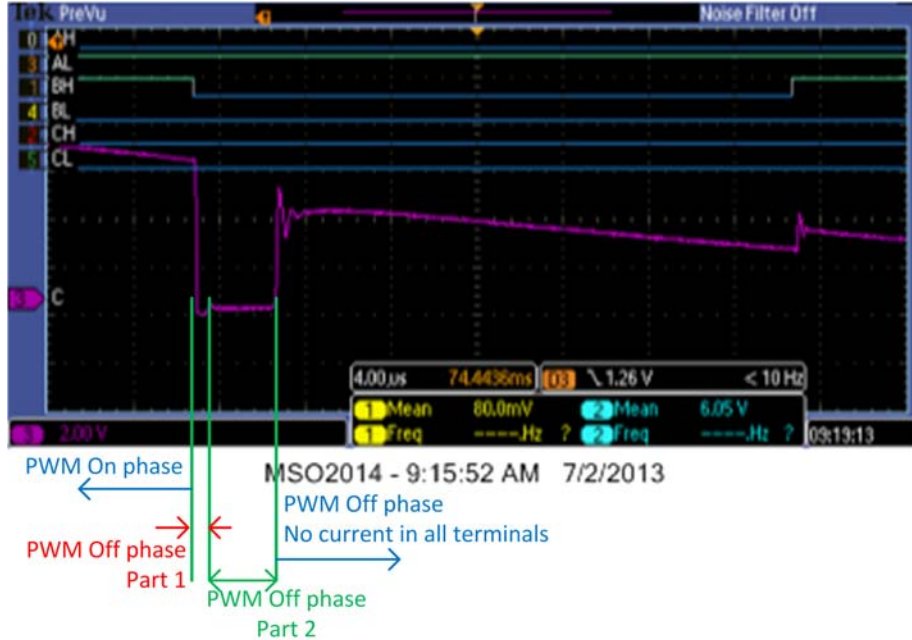 Tek PreVu
Noise Filter Off
0 AH
3 AL
1 BH
4 BL
2 CH
5 CL
3 C
4.00µs 74.4436ms D3 \ 1.26 V < 10 Hz
1 Mean 80.0mV 2 Mean 6.05 V
3 2.00 V 1 Freq ----.Hz ? 2 Freq ----.Hz ? 09:19:13
MSO2014 - 9:15:52 AM 7/2/2013
PWM On phase
PWM Off phase
No current in all terminals
PWM Off phase
Part 1
PWM Off phase
Part 2